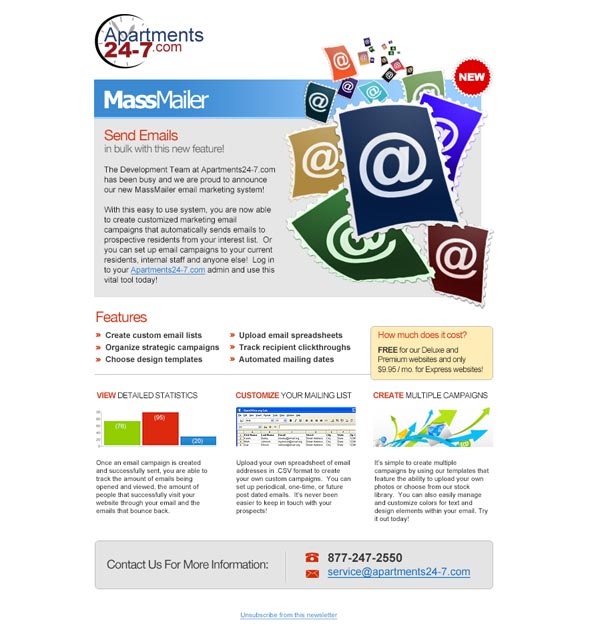 Apartments
24-7.com
NEW
MassMailer
Send Emails
in bulk with this new feature!
The Development Team at Apartments24-7.com
has been busy and we are proud to announce
our new MassMailer email marketing system!
With this easy to use system, you are now able
to create customized marketing email
campaigns that automatically sends emails to
prospective residents from your interest list. Or
you can set up email campaigns to your current
residents, internal staff and anyone else! Log in
to your Apartments24-7.com admin and use this
vital tool today!
Features
» Create custom email lists
» Organize strategic campaigns
» Choose design templates
» Upload email spreadsheets
» Track recipient clickthroughs
» Automated mailing dates
How much does it cost?
FREE for our Deluxe and
Premium websites and only
$9.95 / mo. for Express websites!
VIEW DETAILED STATISTICS
(76)
(95)
(20)
Once an email campaign is created
and successfully sent, you are able to
track the amount of emails being
opened and viewed, the amount of
people that successfully visit your
website through your email and the
emails that bounce back.
CUSTOMIZE YOUR MAILING LIST
Upload your own spreadsheet of email
addresses in .CSV format to create
your own custom campaigns. You can
set up periodical, one-time, or future
post dated emails. It's never been
easier to keep in touch with your
prospects!
CREATE MULTIPLE CAMPAIGNS
It's simple to create multiple
campaigns by using our templates that
feature the ability to upload your own
photos or choose from our stock
library. You can also easily manage
and customize colors for text and
design elements within your email. Try
it out today!
Contact Us For More Information:
877-247-2550
service@apartments24-7.com
Unsubscribe from this newsletter